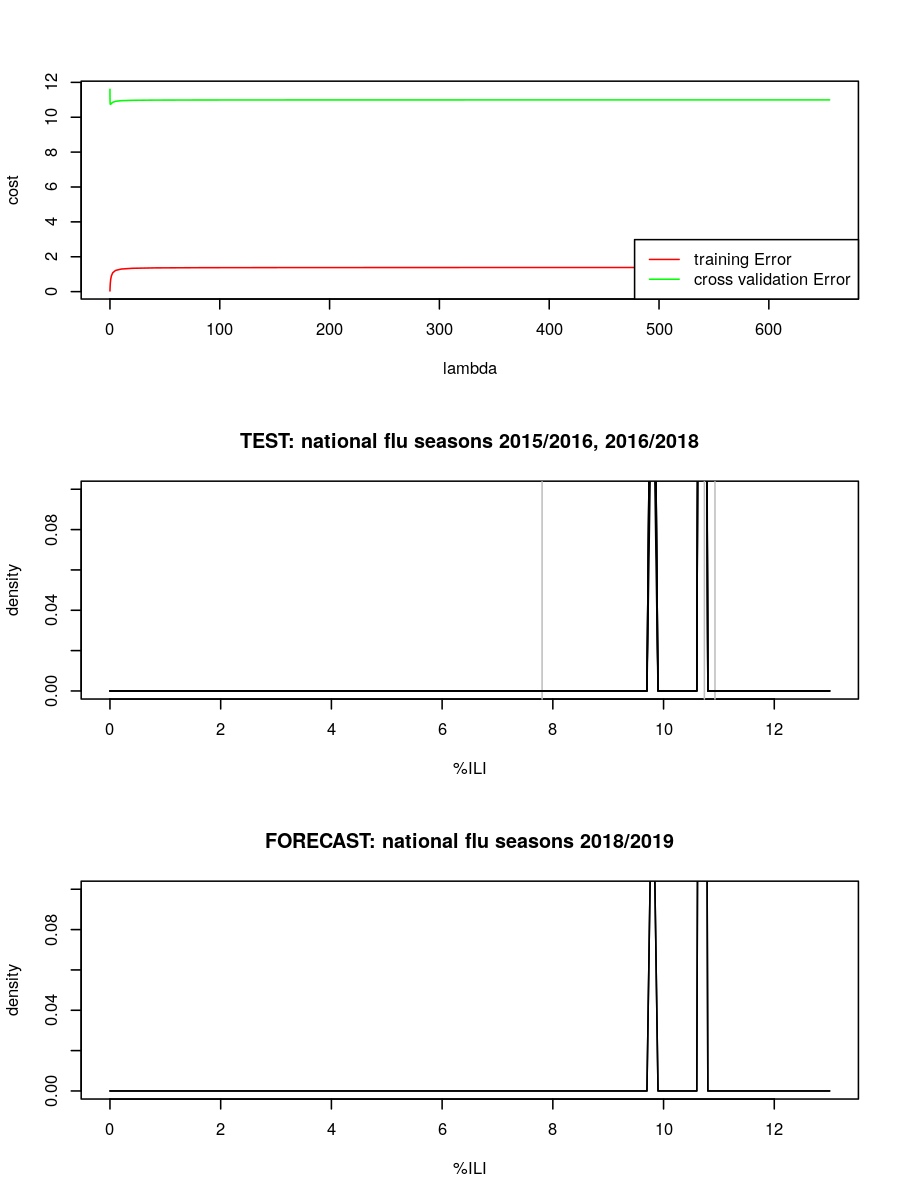 12
10
8
6
4
2
0
cost
training Error
cross validation Error
0 100 200 300 400 500 600
lambda
TEST: national flu seasons 2015/2016, 2016/2018
0.08
0.04
0.00
density
0 2 4 6 8 10 12
%ILI
FORECAST: national flu seasons 2018/2019
0.08
0.04
0.00
density
0 2 4 6 8 10 12
%ILI